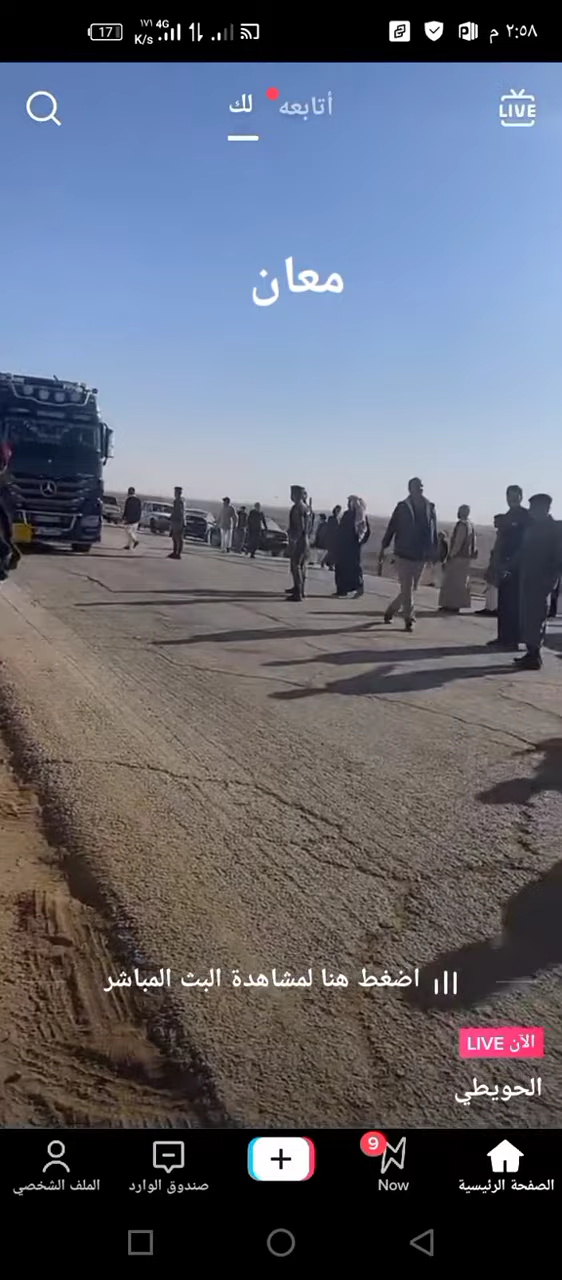 17 ١٧١ K/s 4G ٢:٥٨ م
لك أتابعه LIVE
معان
اضغط هنا لمشاهدة البث المباشر
LIVE الآن
الحويطي
9
الصفحة الرئيسية Now صندوق الوارد الملف الشخصي